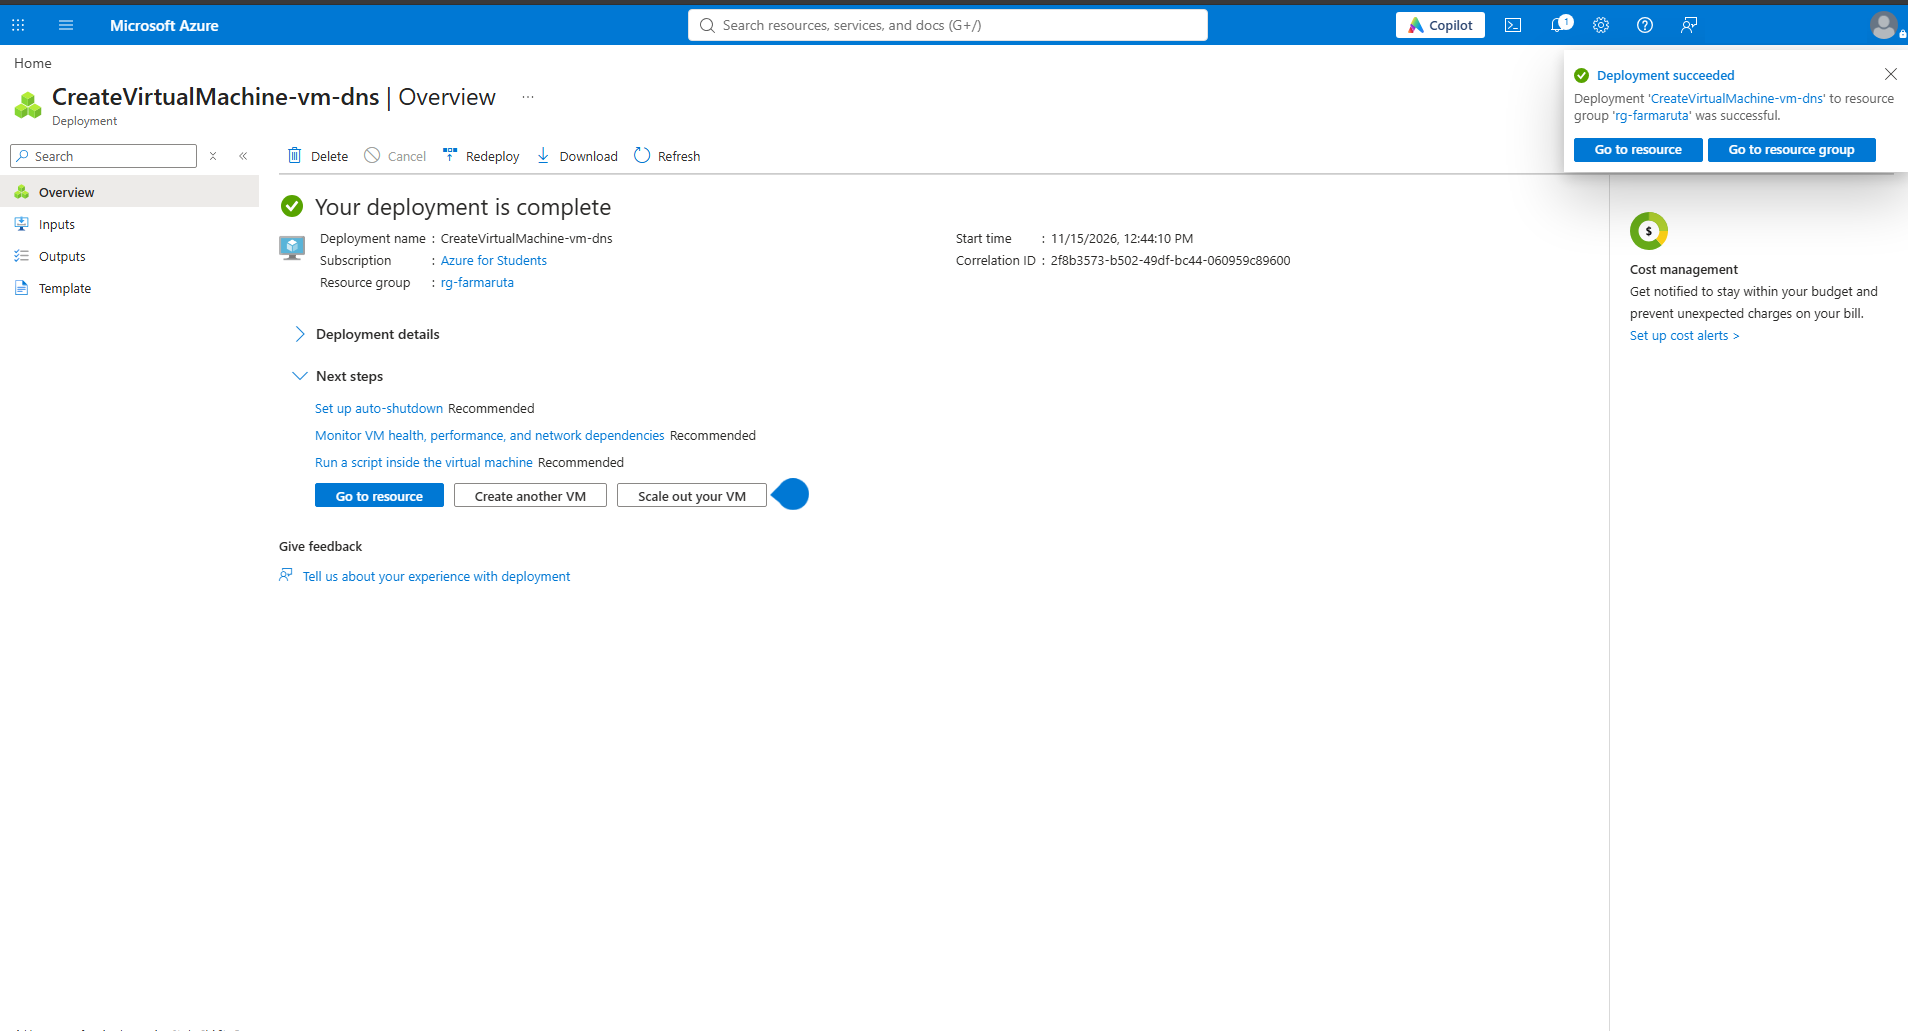 Microsoft Azure
Search resources, services, and docs (G+/)
Copilot
1
Home
CreateVirtualMachine-vm-dns | Overview ...
Deployment
Deployment succeeded
Deployment 'CreateVirtualMachine-vm-dns' to resource
group 'rg-farmaruta' was successful.
Go to resource
Go to resource group
Search
Delete
Cancel
Redeploy
Download
Refresh
Overview
Inputs
Outputs
Template
Your deployment is complete
Deployment name : CreateVirtualMachine-vm-dns
Subscription : Azure for Students
Resource group : rg-farmaruta
Start time : 11/15/2026, 12:44:10 PM
Correlation ID : 2f8b3573-b502-49df-bc44-060959c89600
Deployment details
Next steps
Set up auto-shutdown Recommended
Monitor VM health, performance, and network dependencies Recommended
Run a script inside the virtual machine Recommended
Go to resource
Create another VM
Scale out your VM
Give feedback
Tell us about your experience with deployment
$
Cost management
Get notified to stay within your budget and
prevent unexpected charges on your bill.
Set up cost alerts >